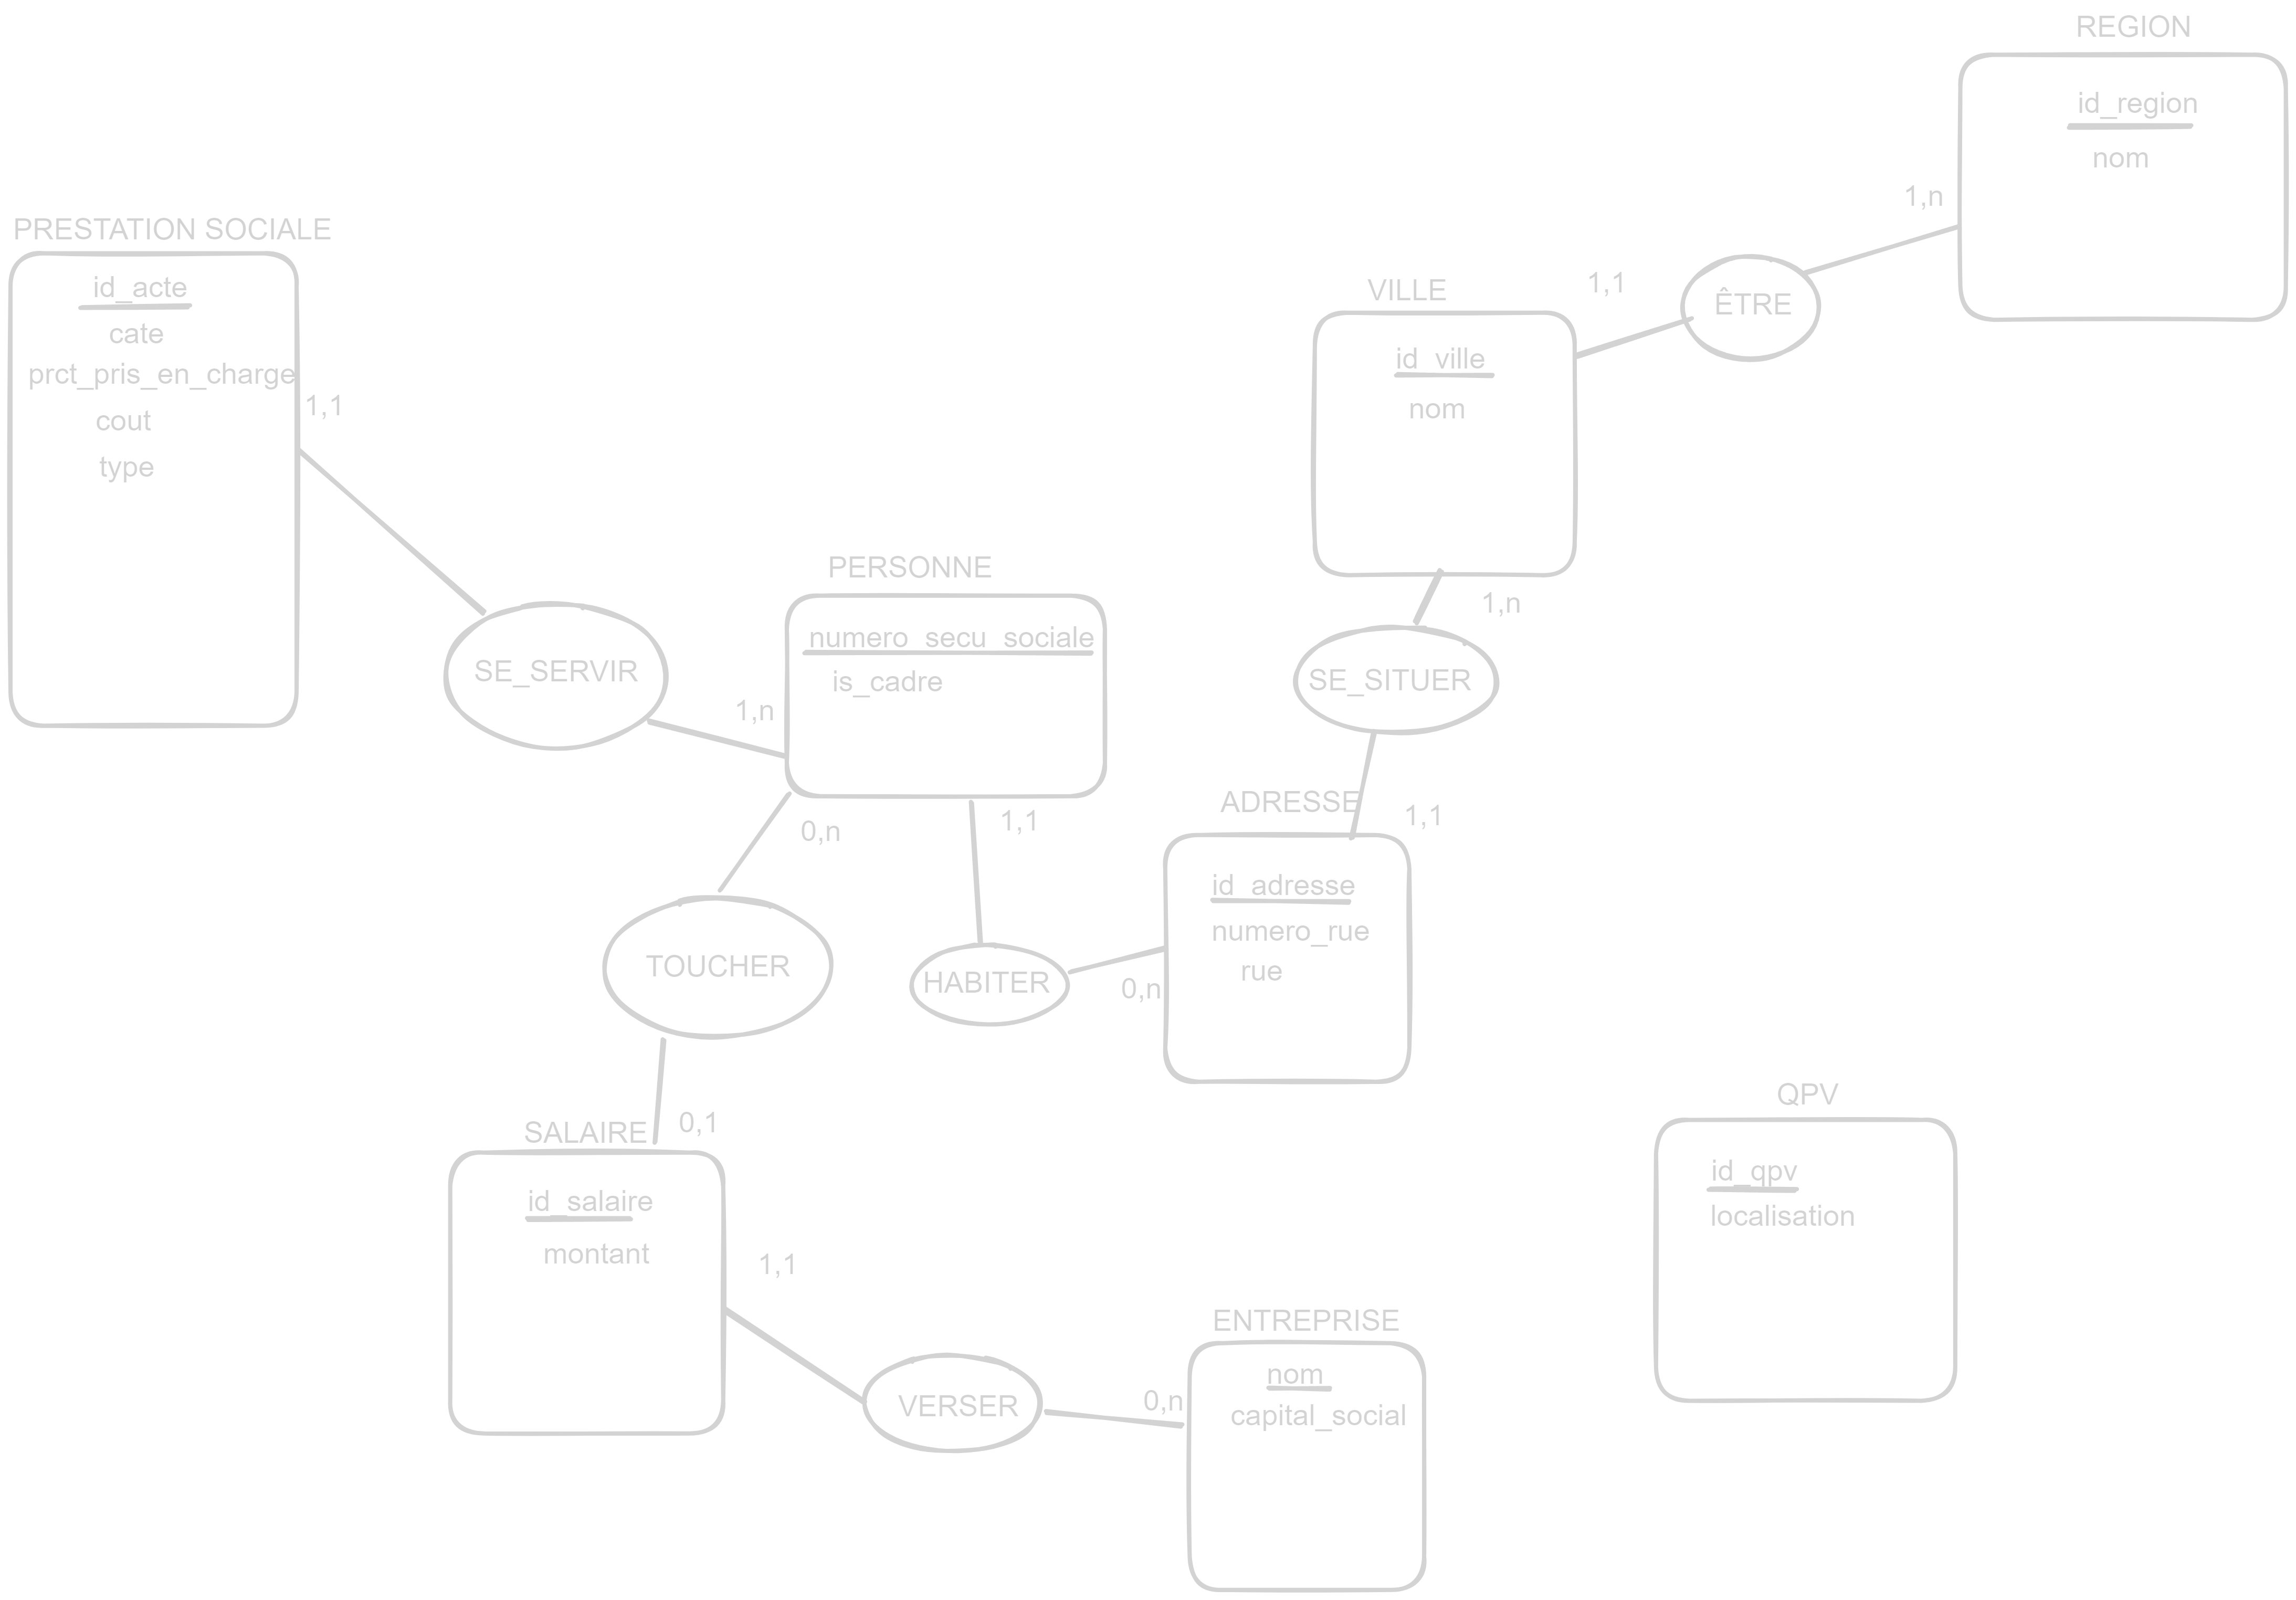 REGION
id_region
nom
1,n
PRESTATION SOCIALE
id_acte
cate
prct_pris_en_charge
cout
type
1,1
VILLE
id_ville
nom
1,1
ÊTRE
1,n
PERSONNE
numero_secu_sociale
is_cadre
SE_SERVIR
1,n
SE_SITUER
0,n
1,1
ADRESSE
1,1
id_adresse
numero_rue
rue
TOUCHER
HABITER
0,n
SALAIRE
0,1
id_salaire
montant
1,1
QPV
id_qpv
localisation
ENTREPRISE
nom
capital_social
VERSER
0,n